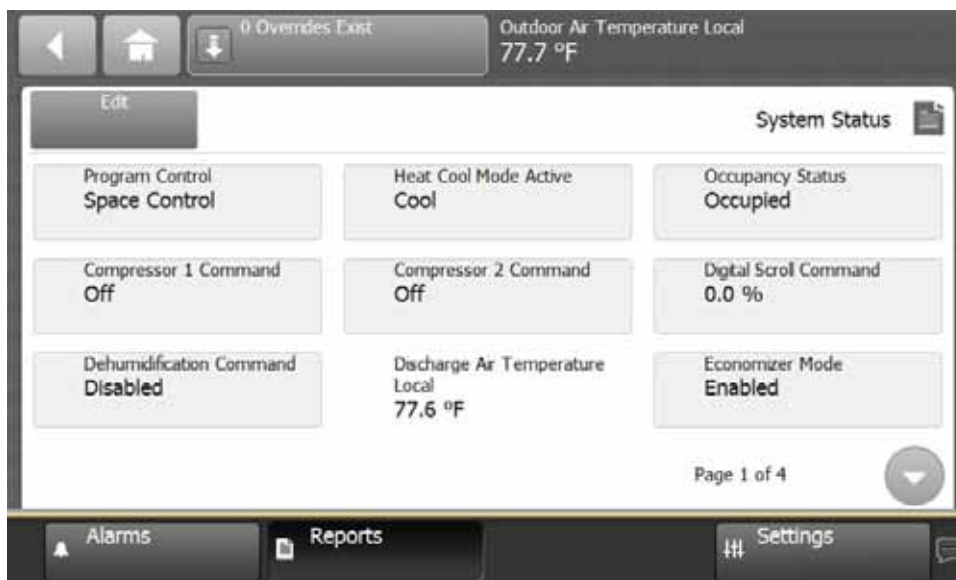 0 Overrides Exist
Outdoor Air Temperature Local
77.7 °F
Edit
System Status
Program Control
Space Control
Heat Cool Mode Active
Cool
Occupancy Status
Occupied
Compressor 1 Command
Off
Compressor 2 Command
Off
Digital Scroll Command
0.0 %
Dehumidification Command
Disabled
Discharge Air Temperature
Local
77.6 °F
Economizer Mode
Enabled
Page 1 of 4
Alarms
Reports
Settings